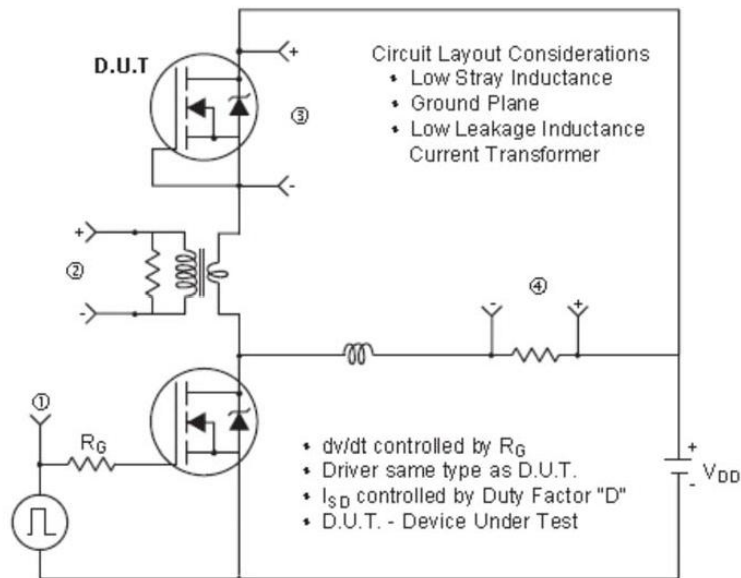 D.U.T
+
③
-
Circuit Layout Considerations
• Low Stray Inductance
• Ground Plane
• Low Leakage Inductance
Current Transformer
+
②
-
④
- +
①
RG
• dv/dt controlled by RG
• Driver same type as D.U.T.
• ISD controlled by Duty Factor "D"
• D.U.T. - Device Under Test
+
VDD
-